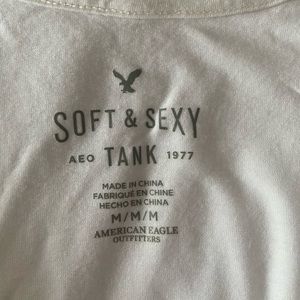 SOFT & SEXY
AEO TANK 1977
MADE IN CHINA
FABRIQUÉ EN CHINE
HECHO EN CHINA
M/M/M
AMERICAN EAGLE
OUTFITTERS